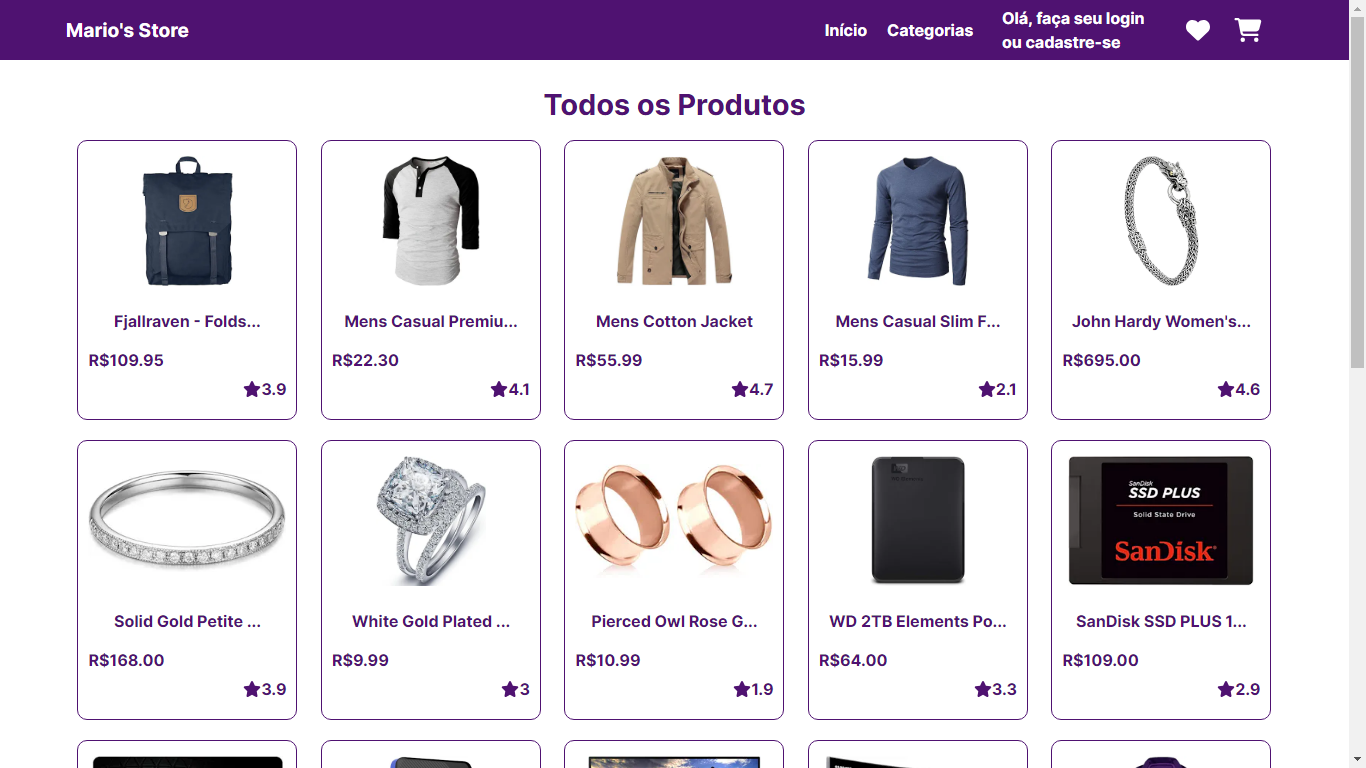 Mario's Store
Início
Categorias
Olá, faça seu login
ou cadastre-se
Todos os Produtos
Fjallraven - Folds...
R$109.95
3.9
Mens Casual Premiu...
R$22.30
4.1
Mens Cotton Jacket
R$55.99
4.7
Mens Casual Slim F...
R$15.99
2.1
John Hardy Women's...
R$695.00
4.6
Solid Gold Petite ...
R$168.00
3.9
White Gold Plated ...
R$9.99
3
Pierced Owl Rose G...
R$10.99
1.9
WD 2TB Elements Po...
R$64.00
3.3
SanDisk
SSD PLUS
Solid State Drive
SanDisk
SanDisk SSD PLUS 1...
R$109.00
2.9